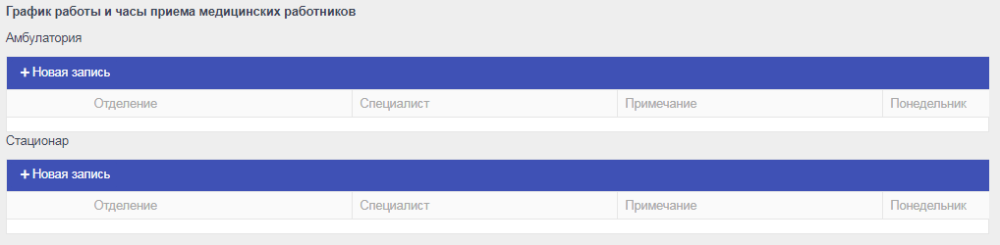 График работы и часы приема медицинских работников
Амбулатория
+ Новая запись
Отделение Специалист Примечание Понедельник
Стационар
+ Новая запись
Отделение Специалист Примечание Понедельник